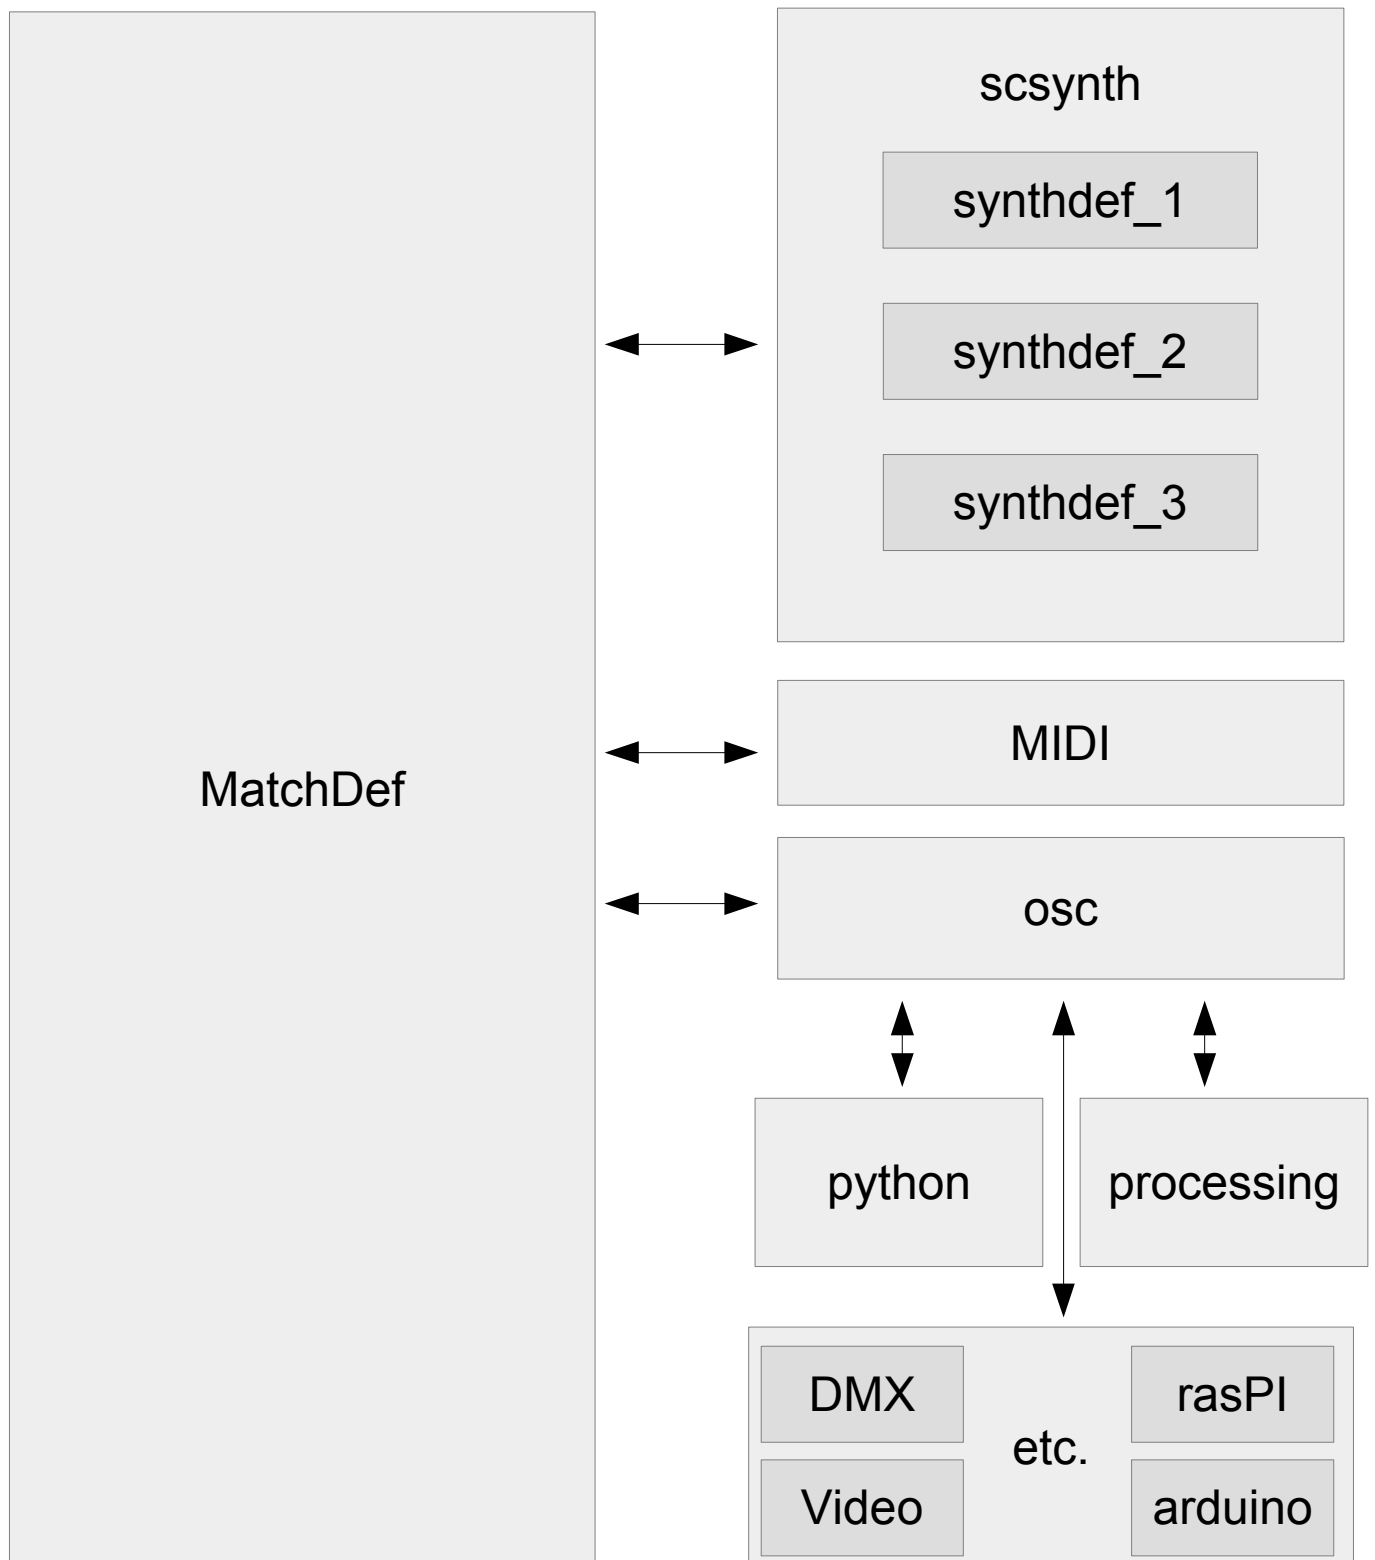 MatchDef
scsynth
synthdef_1
synthdef_2
synthdef_3
MIDI
osc
python
processing
DMX
rasPI
etc.
Video
arduino